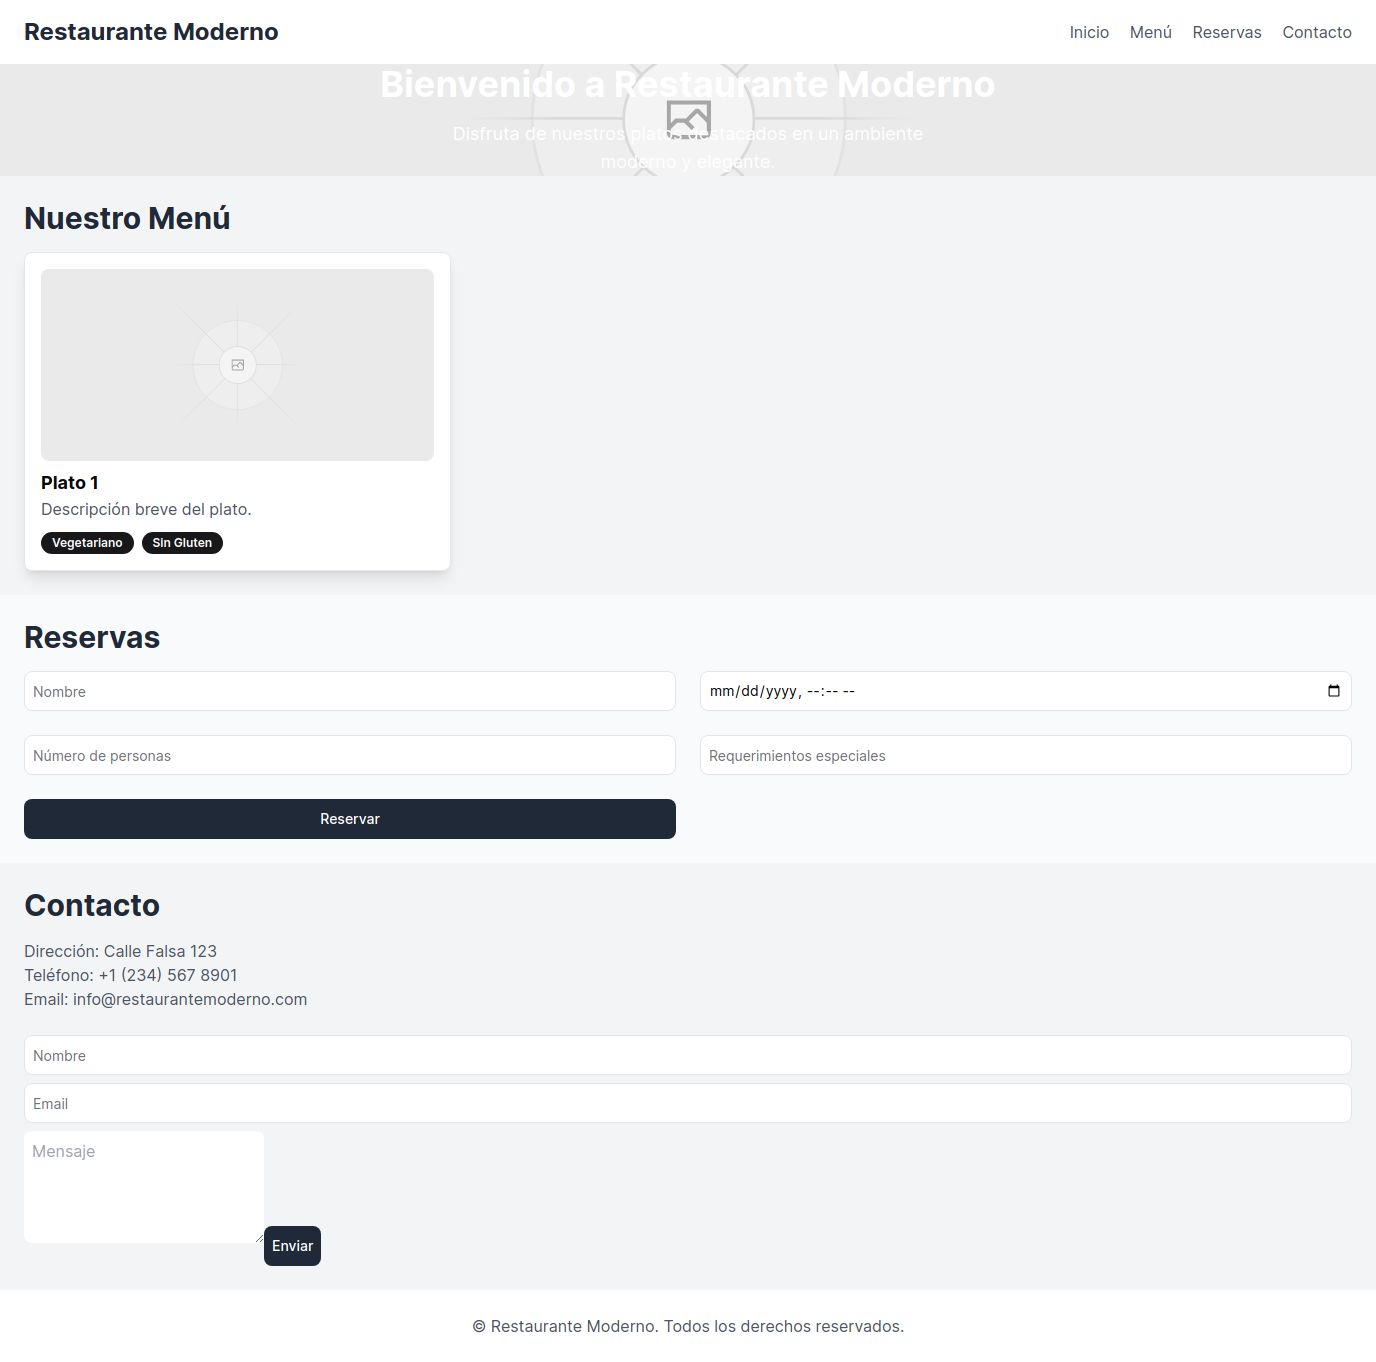 Restaurante Moderno
Inicio Menú Reservas Contacto
Bienvenido a Restaurante Moderno
Disfruta de nuestros platos destacados en un ambiente
moderno y elegante.
Nuestro Menú
Plato 1
Descripción breve del plato.
Vegetariano Sin Gluten
Reservas
Nombre
mm/dd/yyyy, --:-- --
Número de personas
Requerimientos especiales
Reservar
Contacto
Dirección: Calle Falsa 123
Teléfono: +1 (234) 567 8901
Email: info@restaurantemoderno.com
Nombre
Email
Mensaje
Enviar
© Restaurante Moderno. Todos los derechos reservados.